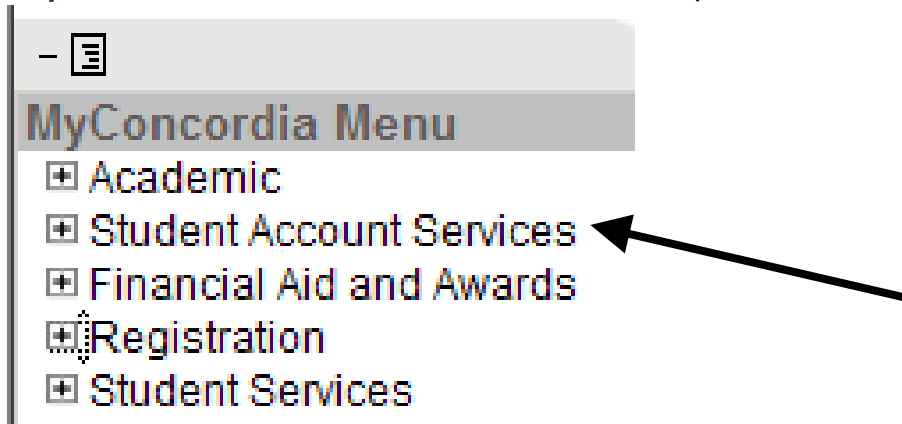 MyConcordia Menu
Academic
Student Account Services
Financial Aid and Awards
Registration
Student Services